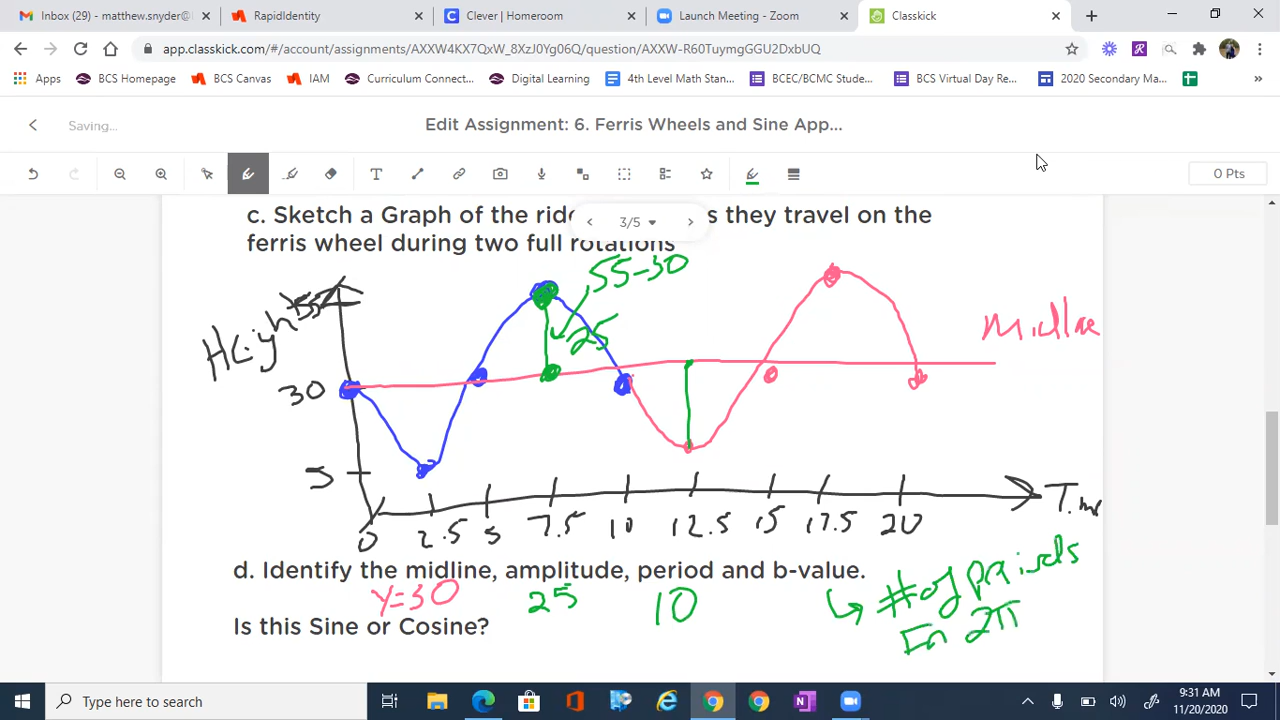 Inbox (29) - matthew.snyder@
RapidIdentity
Clever | Homeroom
Launch Meeting - Zoom
Classkick
app.classkick.com/#/account/assignments/AXXW4KX7QxW_8XzJ0Yg06Q/question/AXXW-R60TuymgGGU2DxbUQ
Apps
BCS Homepage
BCS Canvas
IAM
Curriculum Connect...
Digital Learning
4th Level Math Stan...
BCEC/BCMC Stude...
BCS Virtual Day Re...
2020 Secondary Ma...
»
Saving...
Edit Assignment: 6. Ferris Wheels and Sine App...
T
0 Pts
3/5
c. Sketch a Graph of the ride s they travel on the
ferris wheel during two full rotations
55-30
Height
55
25
Midline
30
5
0 2.5 5 7.5 10 12.5 15 17.5 20
d. Identify the midline, amplitude, period and b-value.
y=30 25 10
# of periods
In 2π
Is this Sine or Cosine?
Type here to search
9:31 AM
11/20/2020